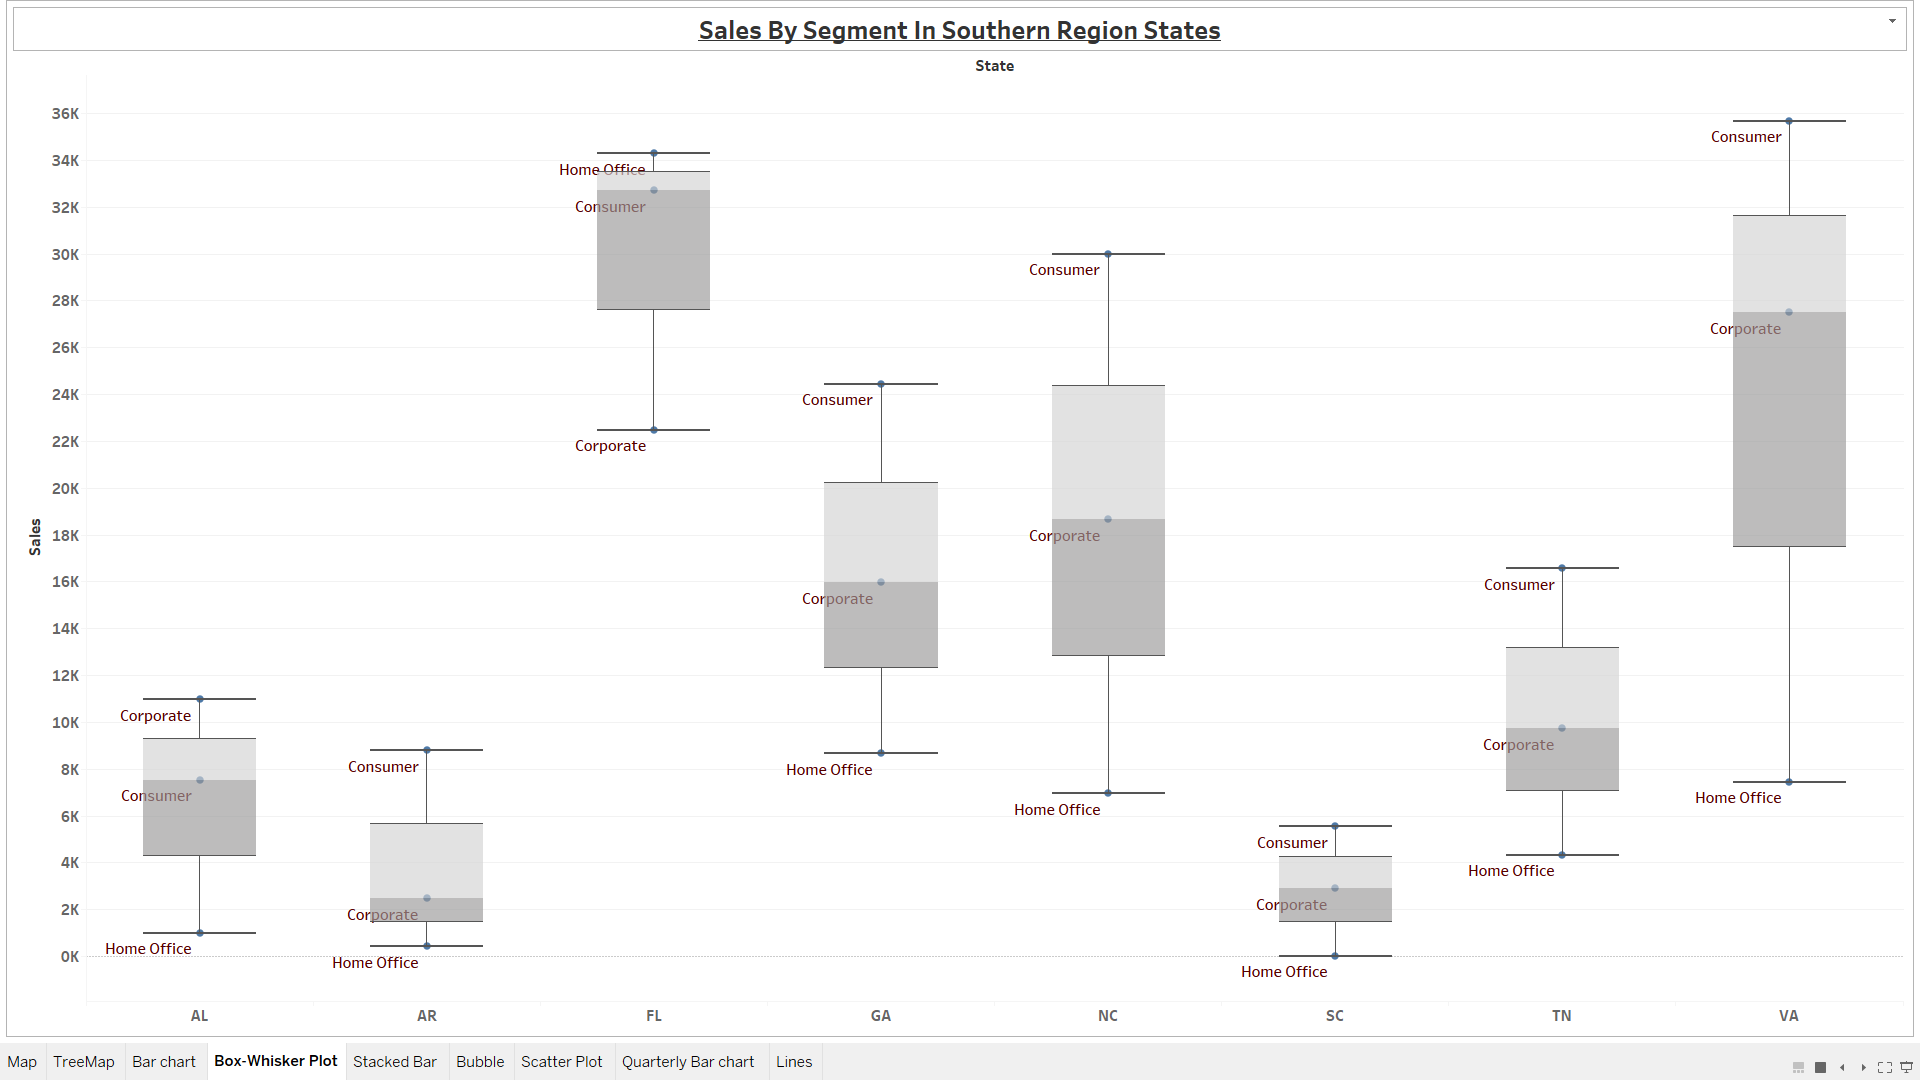 Sales By Segment In Southern Region States
State
36K
34K
32K
30K
28K
26K
24K
22K
20K
18K
16K
14K
12K
10K
8K
6K
4K
2K
0K
Sales
Corporate
Consumer
Home Office
Consumer
Corporate
Home Office
Home Office
Consumer
Corporate
Consumer
Corporate
Home Office
Consumer
Corporate
Home Office
Consumer
Corporate
Home Office
Consumer
Corporate
Home Office
Consumer
Corporate
Home Office
AL AR FL GA NC SC TN VA
Map TreeMap Bar chart Box-Whisker Plot Stacked Bar Bubble Scatter Plot Quarterly Bar chart Lines